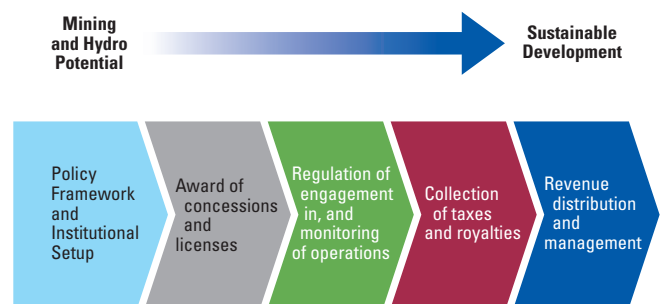 Mining
and Hydro
Potential
Sustainable
Development
Policy
Framework
and
Institutional
Setup
Award of
concessions
and
licenses
Regulation of
engagement
in, and
monitoring
of operations
Collection
of taxes
and royalties
Revenue
distribution
and
management